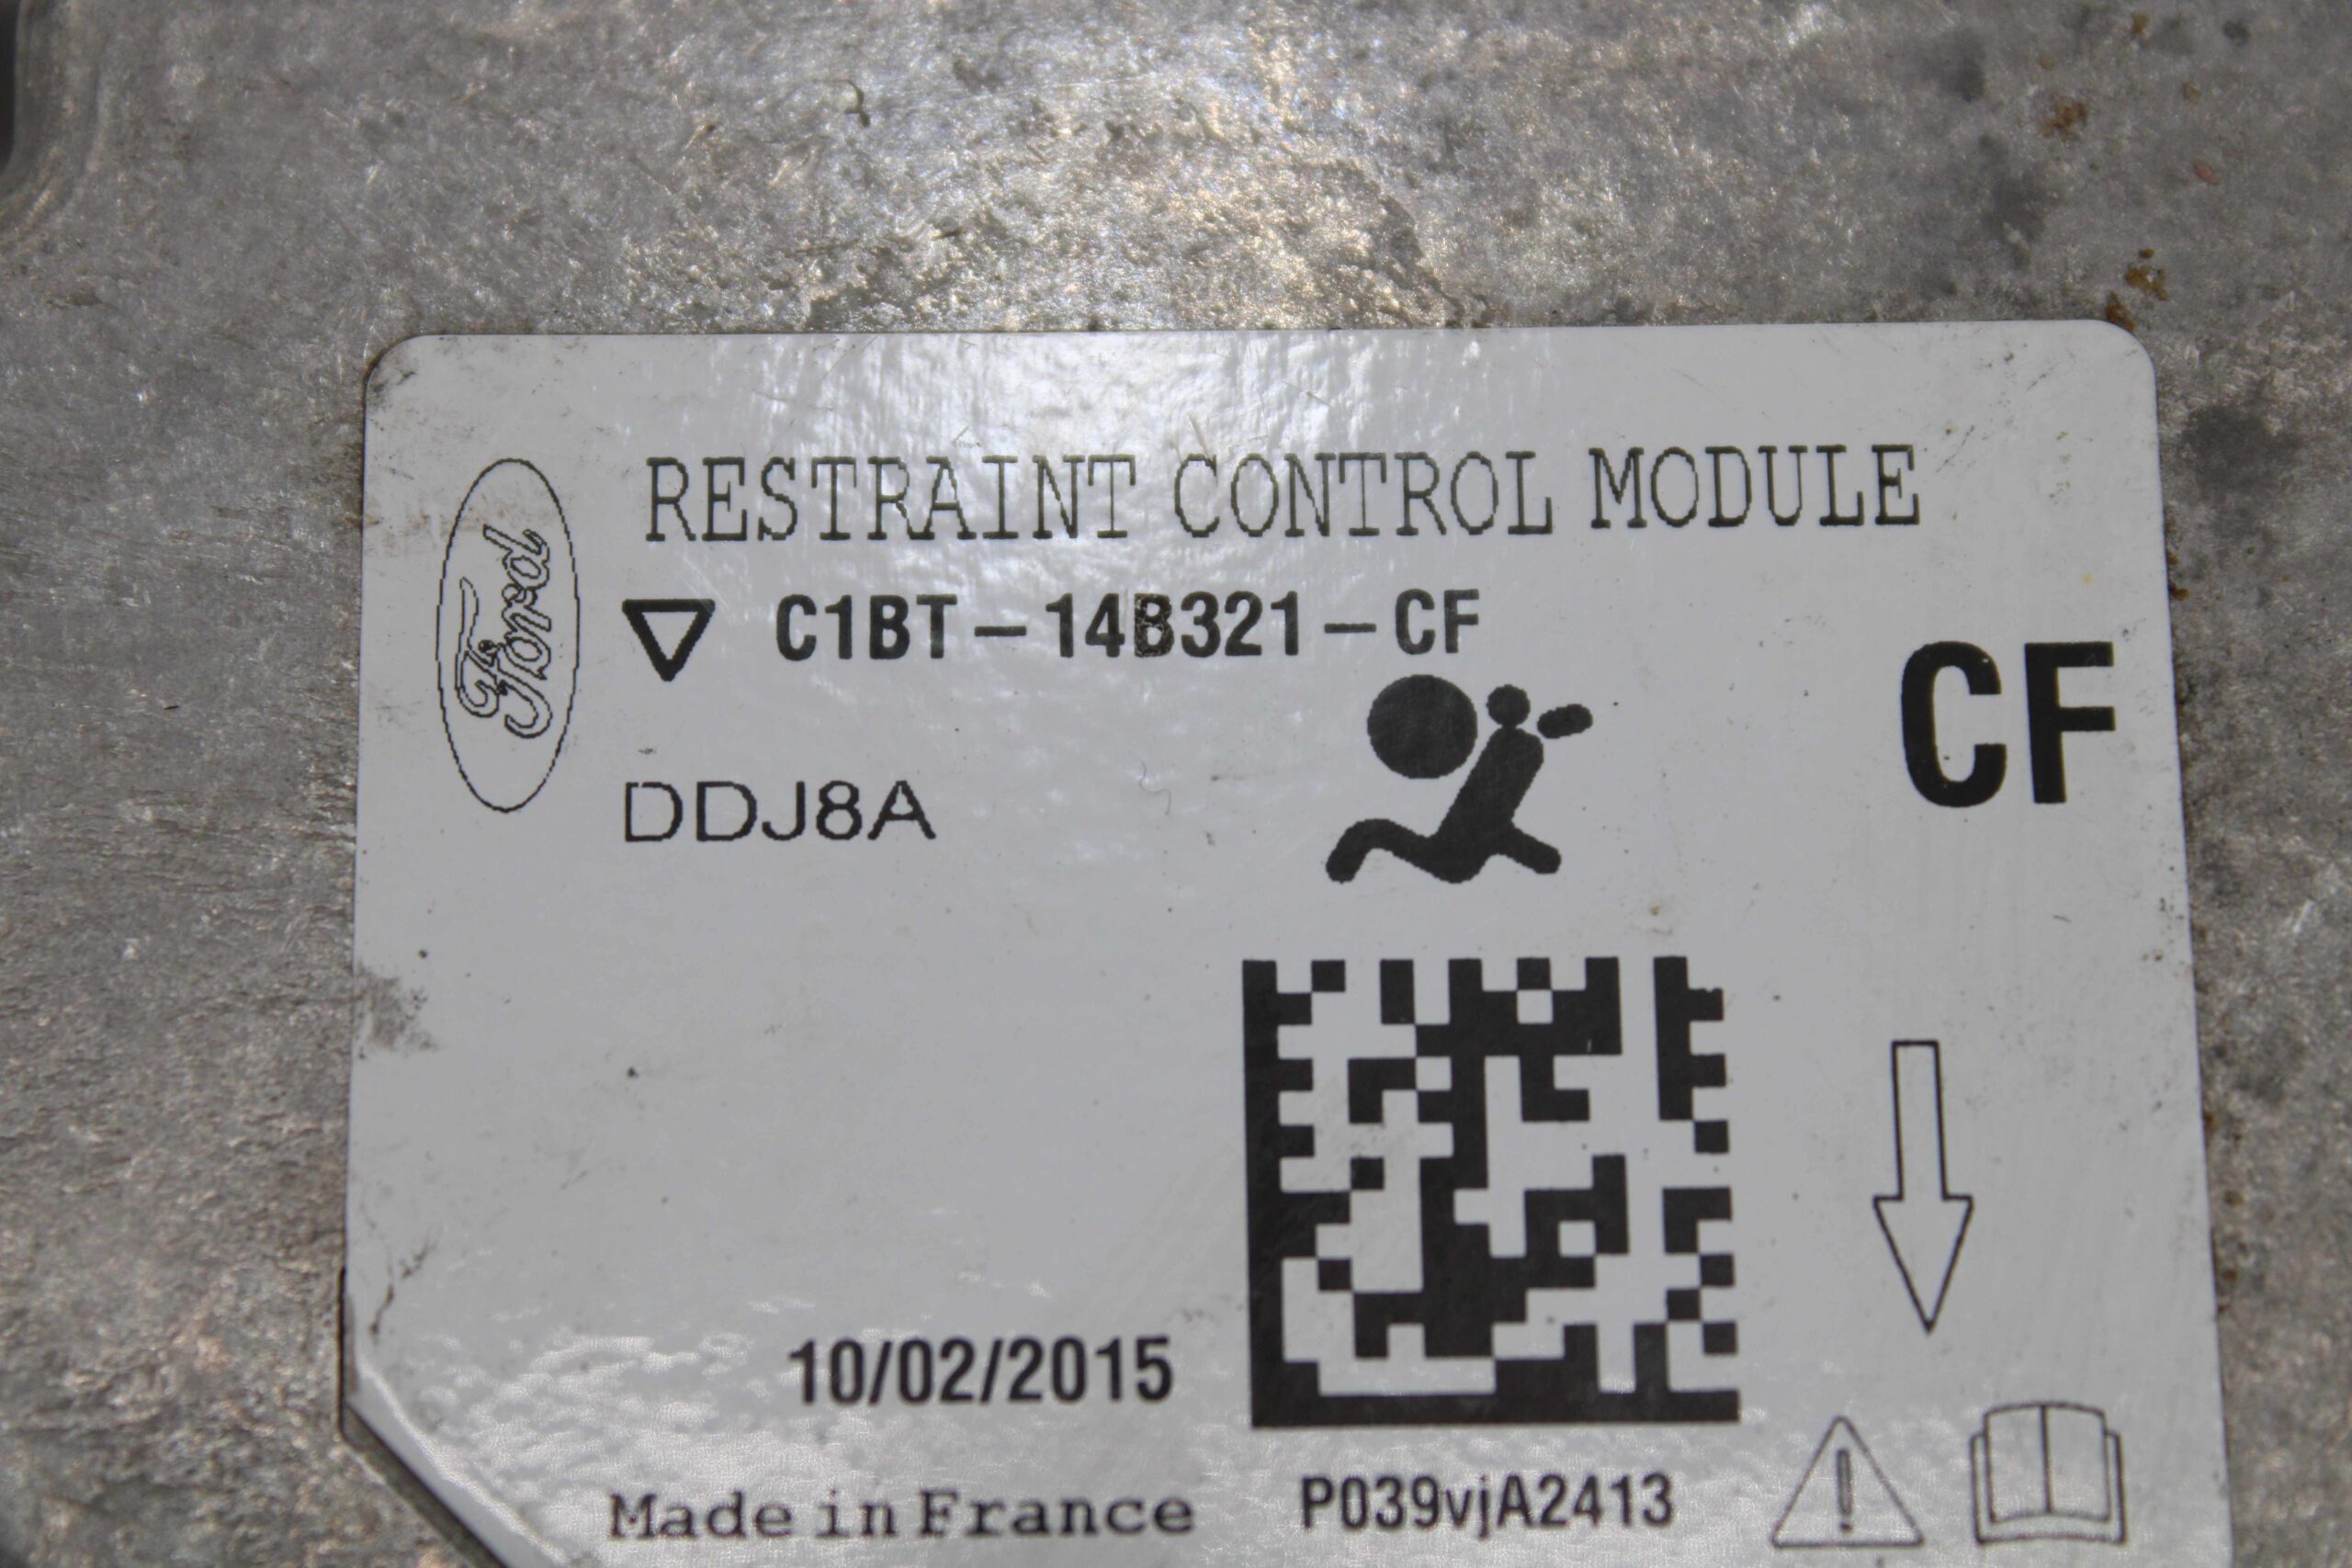 Ford
RESTRAINT CONTROL MODULE
C1BT-14B321-CF
CF
DDJ8A
10/02/2015
Made in France
P039vjA2413